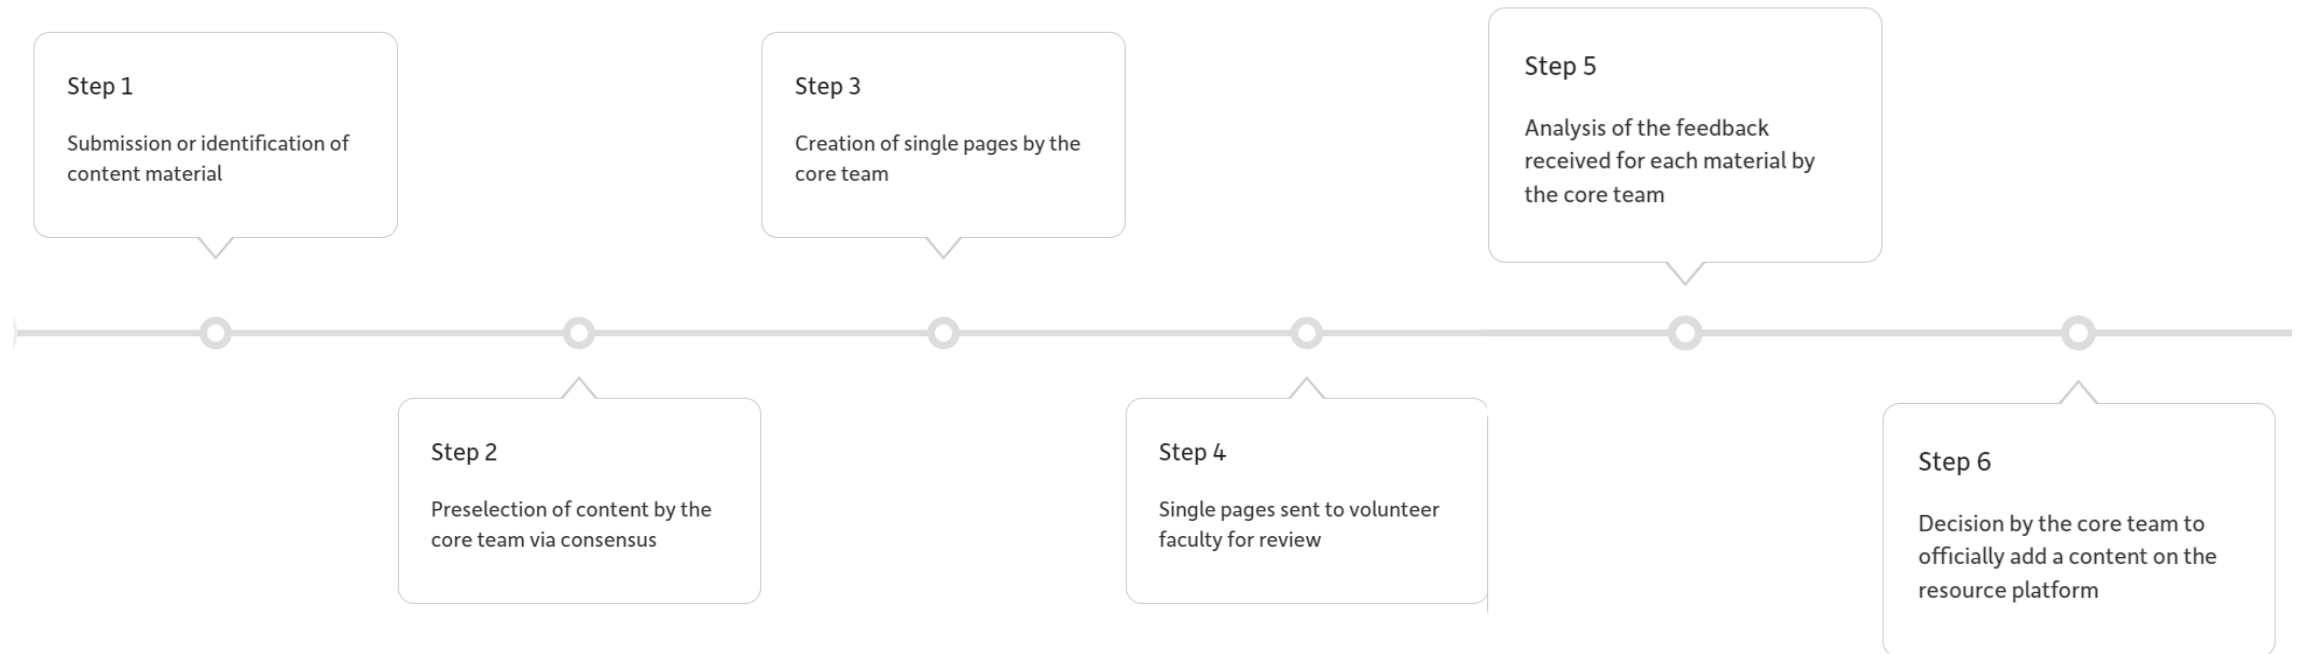 Step 1
Submission or identification of
content material
Step 2
Preselection of content by the
core team via consensus
Step 3
Creation of single pages by the
core team
Step 4
Single pages sent to volunteer
faculty for review
Step 5
Analysis of the feedback
received for each material by
the core team
Step 6
Decision by the core team to
officially add a content on the
resource platform